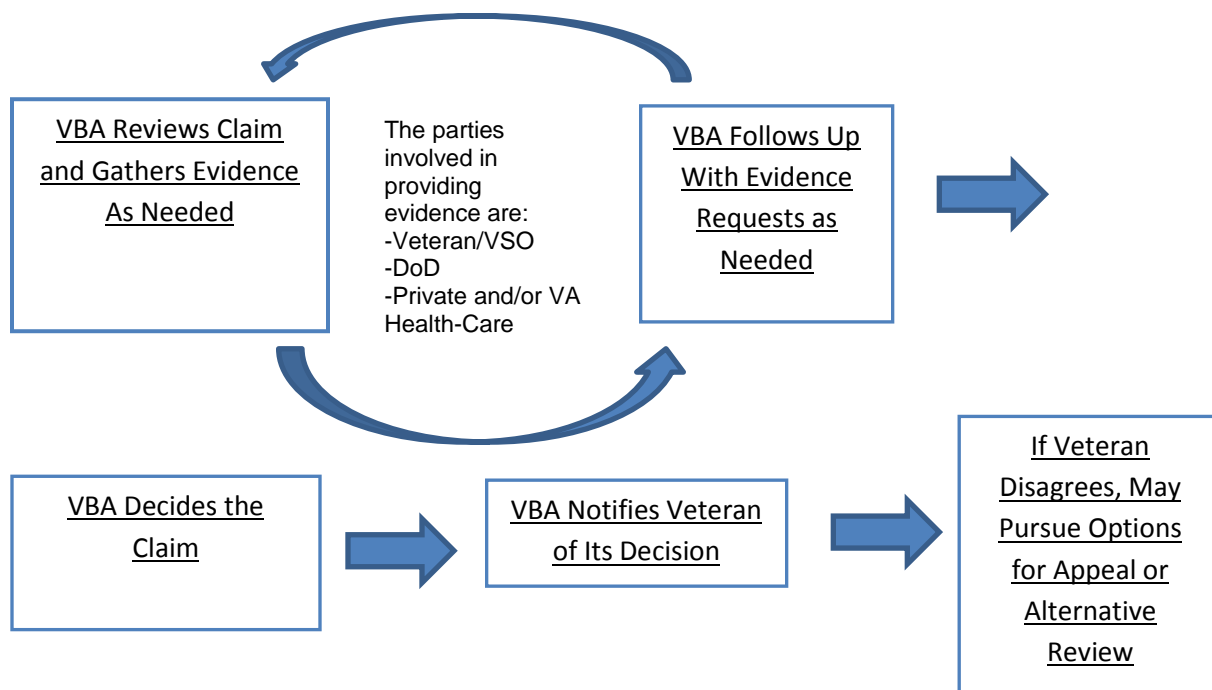 VBA Reviews Claim
and Gathers Evidence
As Needed
The parties
involved in
providing
evidence are:
-Veteran/VSO
-DoD
-Private and/or VA
Health-Care
VBA Follows Up
With Evidence
Requests as
Needed
VBA Decides the
Claim
VBA Notifies Veteran
of Its Decision
If Veteran
Disagrees, May
Pursue Options
for Appeal or
Alternative
Review